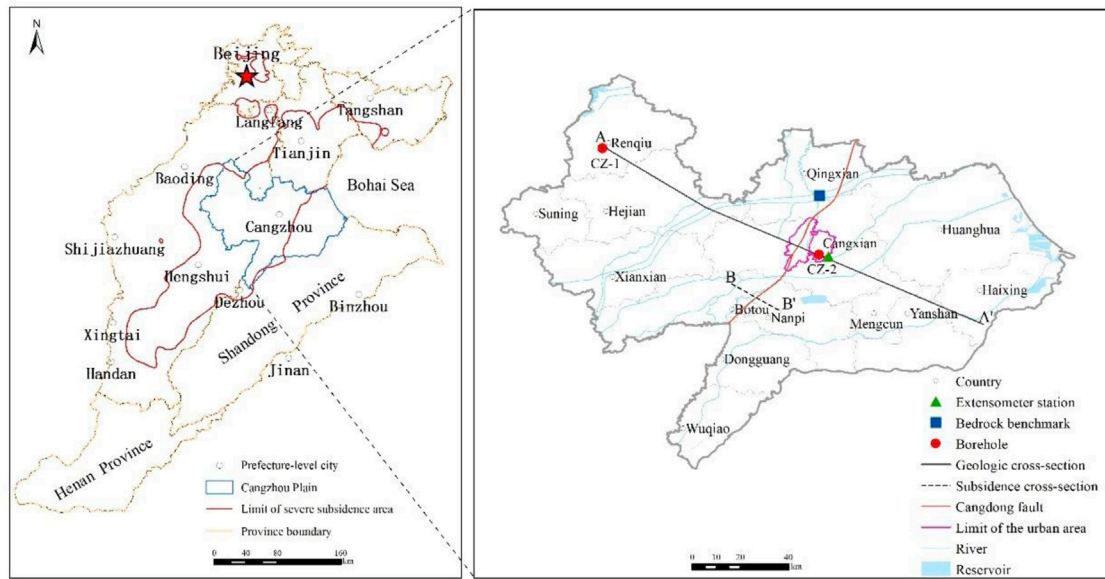 N
Beijing
Tangshan
Langfang
Tianjin
Baoding
Bohai Sea
Cangzhou
Shijiazhuang
Hengshui
Dezhou
Binzhou
Xingtai
Shandong Province
Handan
Jinan
Henan Province
Prefecture-level city
Cangzhou Plain
Limit of severe subsidence area
Province boundary
0 20 40 80 120 160
km
A
Renqiu
CZ-1
Qingxian
Suning
Hejian
Huanghua
Cangxian
CZ-2
Xianxian
B
Haixing
Botou
B'
Nanpi
Mengcun
Yanshan
A'
Dongguang
Wuqiao
Country
Extensometer station
Bedrock benchmark
Borehole
Geologic cross-section
Subsidence cross-section
Cangdong fault
Limit of the urban area
River
Reservoir
0 5 10 20 30 40
km